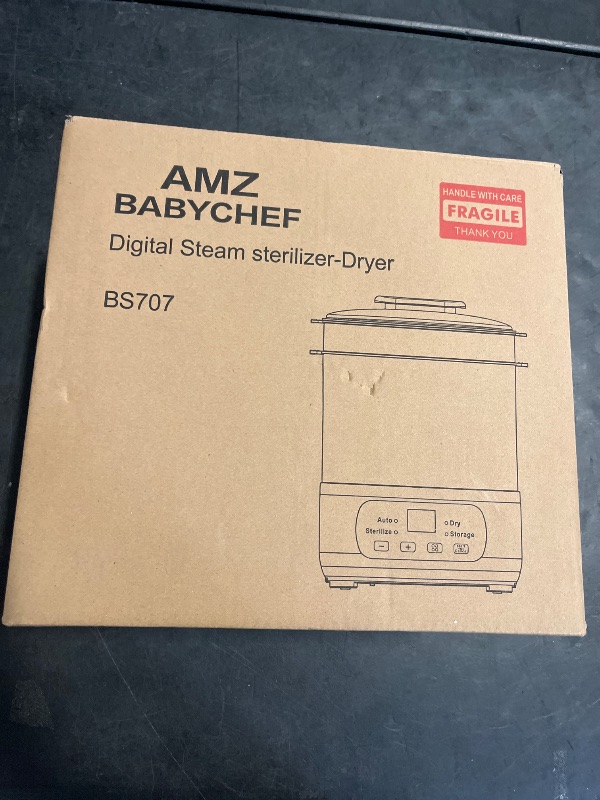 AMZ
BABYCHEF
Digital Steam sterilizer-Dryer
BS707
HANDLE WITH CARE
FRAGILE
THANK YOU
Auto
Dry
Sterilize
Storage